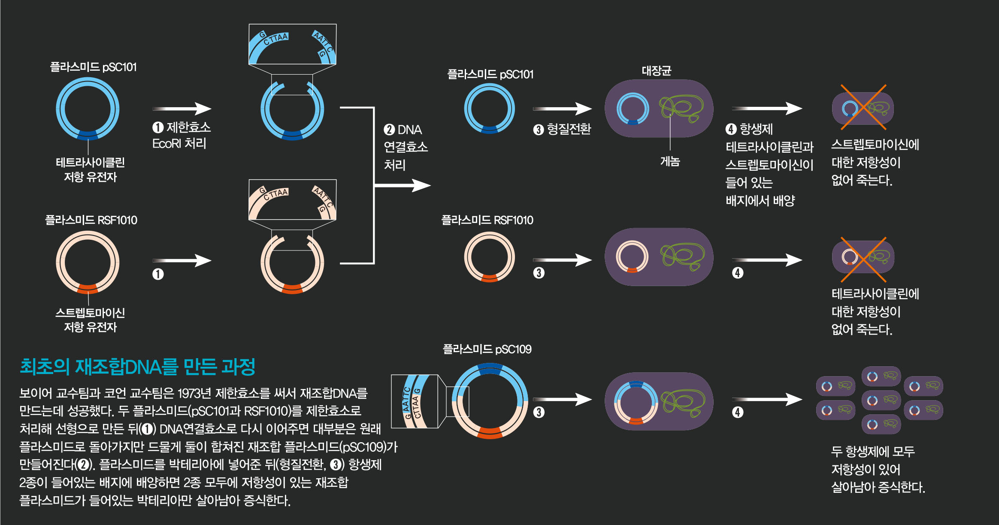 플라스미드 pSC101
테트라사이클린
저항 유전자
❶ 제한효소
EcoRI 처리
G
CTTAA
AATTC
G
❷ DNA
연결효소
처리
플라스미드 pSC101
❸ 형질전환
대장균
게놈
❹ 항생제
테트라사이클린과
스트렙토마이신이
들어 있는
배지에서 배양
스트렙토마이신에
대한 저항성이
없어 죽는다.
플라스미드 RSF1010
스트렙토마이신
저항 유전자
❶
G
CTTAA
AATTC
G
플라스미드 RSF1010
❸
❹
테트라사이클린에
대한 저항성이
없어 죽는다.
플라스미드 pSC109
G AATTC
CTTAA G
❸
❹
두 항생제에 모두
저항성이 있어
살아남아 증식한다.
최초의 재조합DNA를 만든 과정
보이어 교수팀과 코언 교수팀은 1973년 제한효소를 써서 재조합DNA를
만드는데 성공했다. 두 플라스미드(pSC101과 RSF1010)를 제한효소로
처리해 선형으로 만든 뒤(❶) DNA연결효소로 다시 이어주면 대부분은 원래
플라스미드로 돌아가지만 드물게 둘이 합쳐진 재조합 플라스미드(pSC109)가
만들어진다(❷). 플라스미드를 박테리아에 넣어준 뒤(형질전환, ❸) 항생제
2종이 들어있는 배지에 배양하면 2종 모두에 저항성이 있는 재조합
플라스미드가 들어있는 박테리아만 살아남아 증식한다.